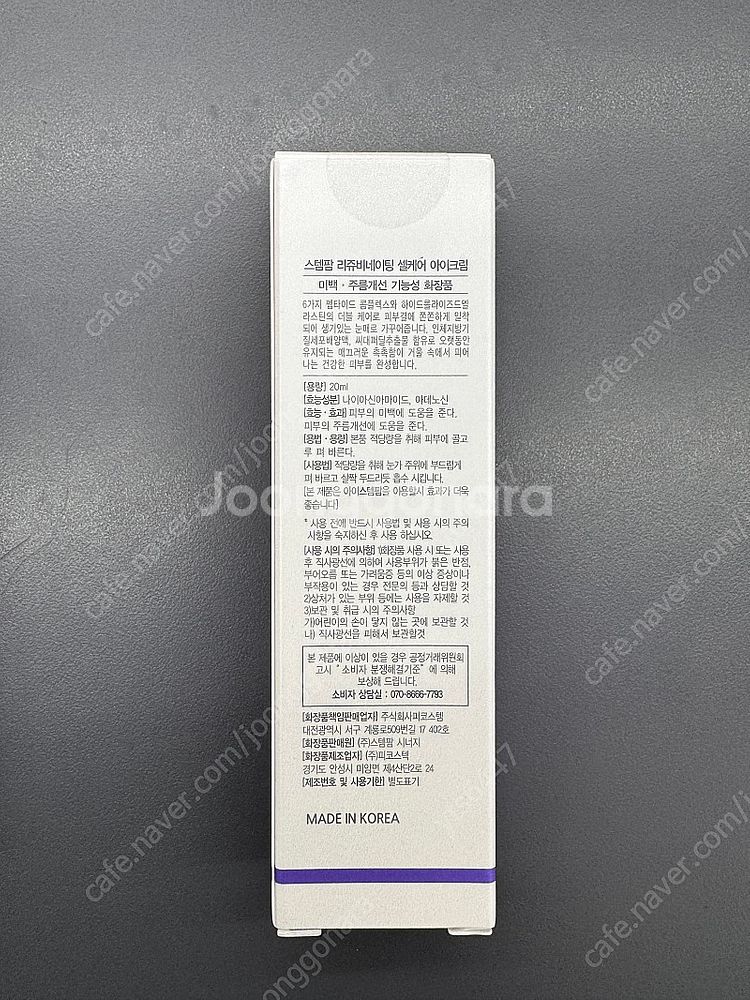 스템팜 리쥬비네이팅 셀케어 아이크림
미백 · 주름개선 기능성 화장품
6가지 펩타이드 콤플렉스와 하이드롤라이즈드엘
라스틴의 더블 케어로 피부결에 쫀쫀하게 밀착
되어 생기있는 눈매로 가꾸어줍니다. 인체지방기
질세포배양액, 씨대퍼달추출물 함유로 오랫동안
유지되는 매끄러운 촉촉함이 거울 속에서 피어
나는 건강한 피부를 완성합니다.
[용량] 20ml
[효능성분] 나이아신아마이드, 아데노신
[효능·효과] 피부의 미백에 도움을 준다.
피부의 주름개선에 도움을 준다.
[용법·용량] 본품 적당량을 취해 피부에 골고
루 펴 바른다.
[사용법] 적당량을 취해 눈가 주위에 부드럽게
펴 바르고 살짝 두드리듯 흡수 시킵니다.
(본 제품은 아이스템팜을 이용할시 효과가 더욱
좋습니다)
Joonggonara
* 사용 전에 반드시 사용법 및 사용 시의 주의
사항을 숙지하신 후 사용 하십시오.
[사용 시의 주의사항] 1)화장품 사용 시 또는 사용
후 직사광선에 의하여 사용부위가 붉은 반점,
부어오름 또는 가려움증 등의 이상 증상이나
부작용이 있는 경우 전문의 등과 상담할 것
2)상처가 있는 부위 등에는 사용을 자제할 것
3)보관 및 취급 시의 주의사항
가)어린이의 손이 닿지 않는 곳에 보관할 것
나) 직사광선을 피해서 보관할것
본 제품에 이상이 있을 경우 공정거래위원회
고시 " 소비자 분쟁해결기준 " 에 의해
보상해 드립니다.
소비자 상담실 : 070-8666-7793
[화장품책임판매업자] 주식회사피코스템
대전광역시 서구 계룡로509번길 17 402호
[화장품판매원] (주)스템팜 시너지
[화장품제조업자] (주)피코스텍
경기도 안성시 미양면 제4산단2로 24
[제조번호 및 사용기한] 별도표기
MADE IN KOREA
cafe.naver.com/joonggonara